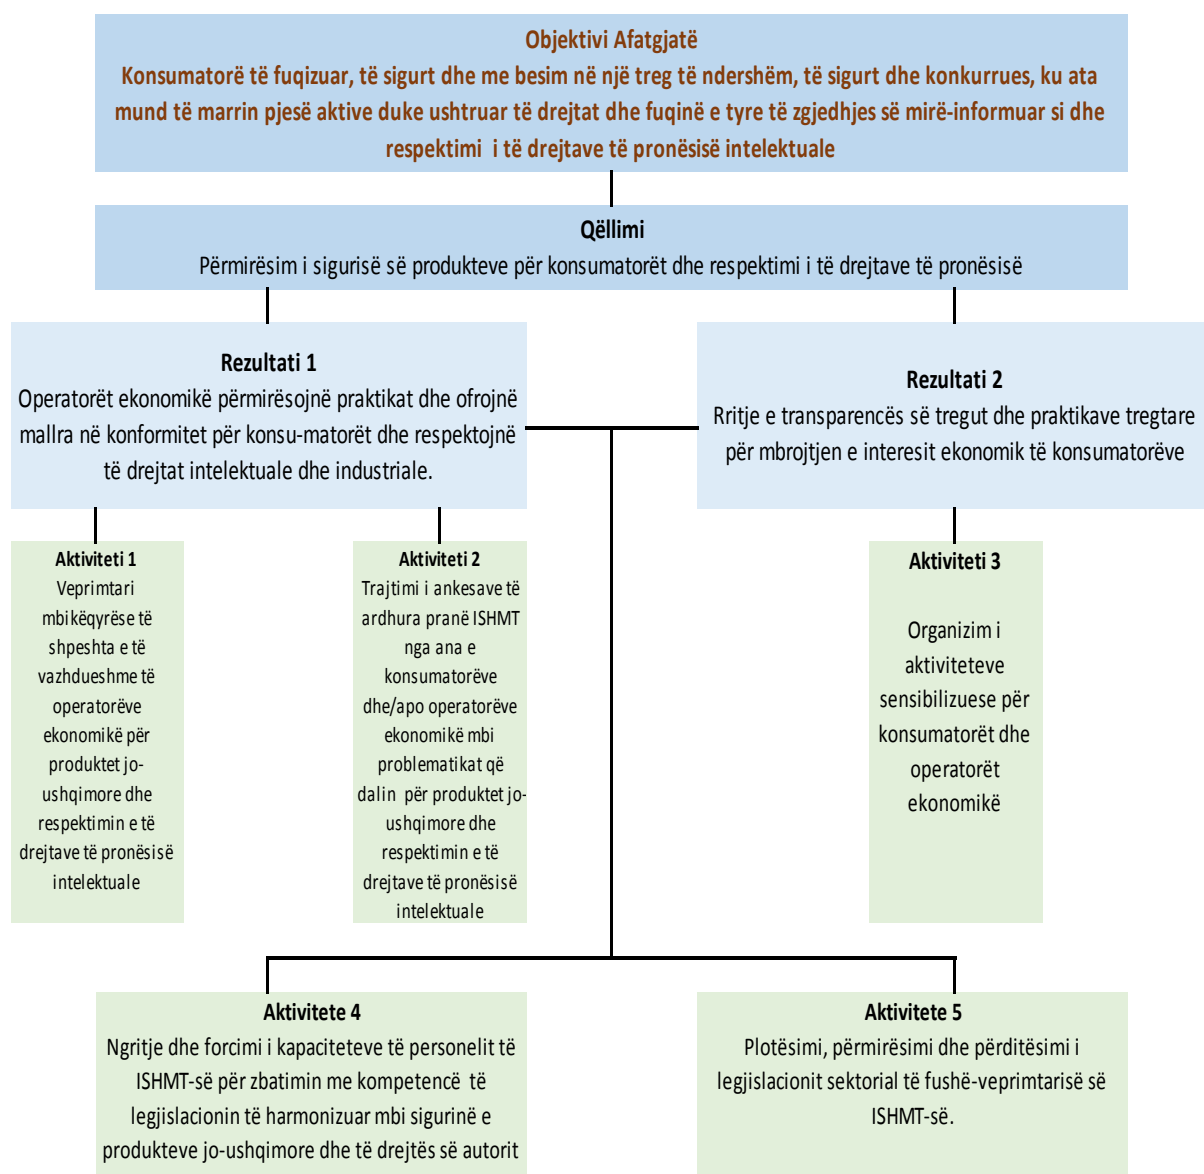 Objektivi Afatgjatë
Konsumatorë të fuqizuar, të sigurt dhe me besim në një treg të ndershëm, të sigurt dhe konkurrues, ku ata
mund të marrin pjesë aktive duke ushtruar të drejtat dhe fuqinë e tyre të zgjedhjes së mirë-informuar si dhe
respektimi i të drejtave të pronësisë intelektuale
Qëllimi
Përmirësim i sigurisë së produkteve për konsumatorët dhe respektimi i të drejtave të pronësisë
Rezultati 1
Operatorët ekonomikë përmirësojnë praktikat dhe ofrojnë
mallra në konformitet për konsu-matorët dhe respektojnë
të drejtat intelektuale dhe industriale.
Rezultati 2
Rritje e transparencës së tregut dhe praktikave tregtare
për mbrojtjen e interesit ekonomik të konsumatorëve
Aktiviteti 1
Veprimtari
mbikëqyrëse të
shpeshta e të
vazhdueshme të
operatorëve
ekonomikë për
produktet jo-
ushqimore dhe
respektimin e të
drejtave të pronësisë
intelektuale
Aktiviteti 2
Trajtimi i ankesave të
ardhura pranë ISHMT
nga ana e
konsumatorëve
dhe/apo operatorëve
ekonomikë mbi
problematikat që
dalin për produktet jo-
ushqimore dhe
respektimin e të
drejtave të pronësisë
intelektuale
Aktiviteti 3
Organizim i
aktiviteteve
sensibilizuese për
konsumatorët dhe
operatorët
ekonomikë
Aktivitete 4
Ngritje dhe forcimi i kapaciteteve të personelit të
ISHMT-së për zbatimin me kompetencë të
legjislacionin të harmonizuar mbi sigurinë e
produkteve jo-ushqimore dhe të drejtës së autorit
Aktivitete 5
Plotësimi, përmirësimi dhe përditësimi i
legjislacionit sektorial të fushë-veprimtarisë së
ISHMT-së.